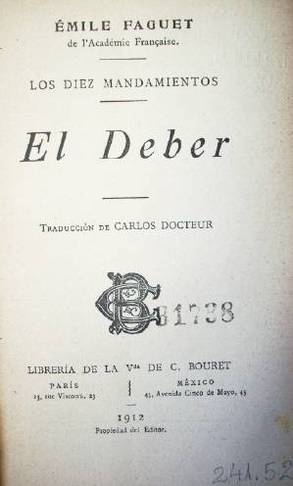 ÉMILE FAGUET
de l'Académie Française.
LOS DIEZ MANDAMIENTOS
El Deber
TRADUCCIÓN DE CARLOS DOCTEUR
81738
LIBRERÍA DE LA Vda DE C. BOURET
PARÍS
23, rue Visconti, 23
MÉXICO
45, Avenida Cinco de Mayo, 45
1912
Propiedad del Editor.
241.52